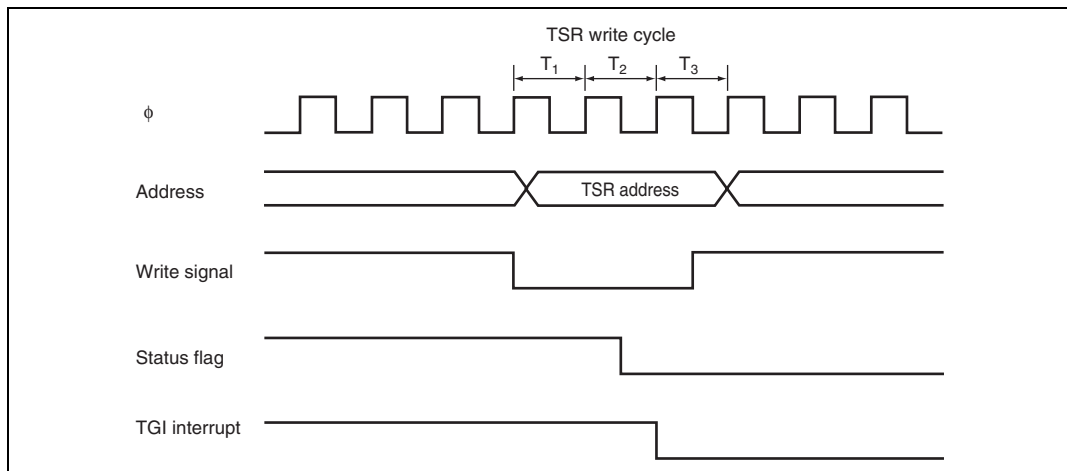 TSR write cycle
T₁ T₂ T₃
ϕ
Address
TSR address
Write signal
Status flag
TGI interrupt